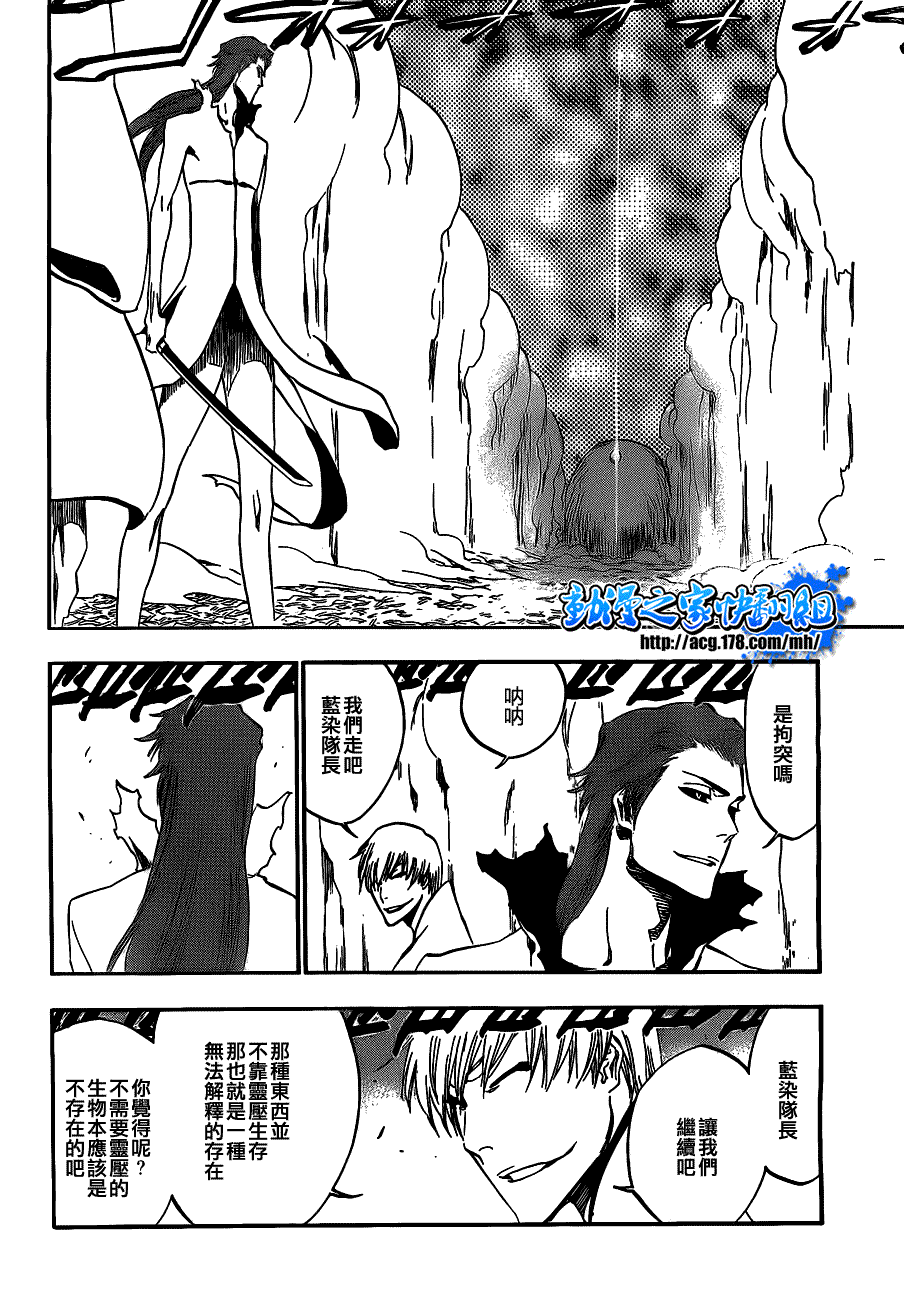 動漫之家快翻組
http://acg.178.com/mh/
是拘突嗎
呐呐
我們走吧
藍染隊長
藍染隊長
讓我們
繼續吧
那種東西並
不靠靈壓生存
那也就是一種
無法解釋的存在
你覺得呢？
不需要靈壓的
生物本應該是
不存在的吧